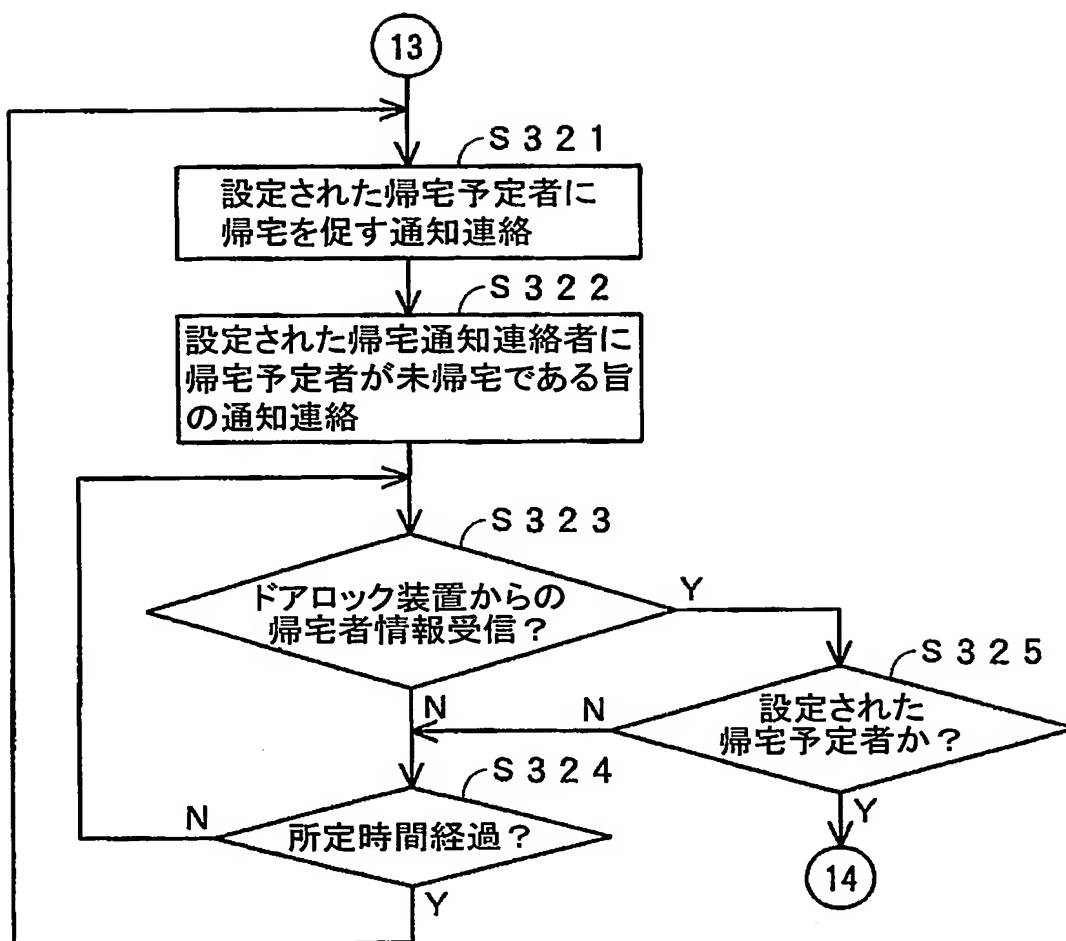 13
S321
設定された帰宅予定者に
帰宅を促す通知連絡
S322
設定された帰宅通知連絡者に
帰宅予定者が未帰宅である旨
の通知連絡
S323
ドアロック装置からの
帰宅者情報受信？
Y
N
S325
設定された
帰宅予定者か？
N
Y
14
S324
所定時間経過？
N
Y